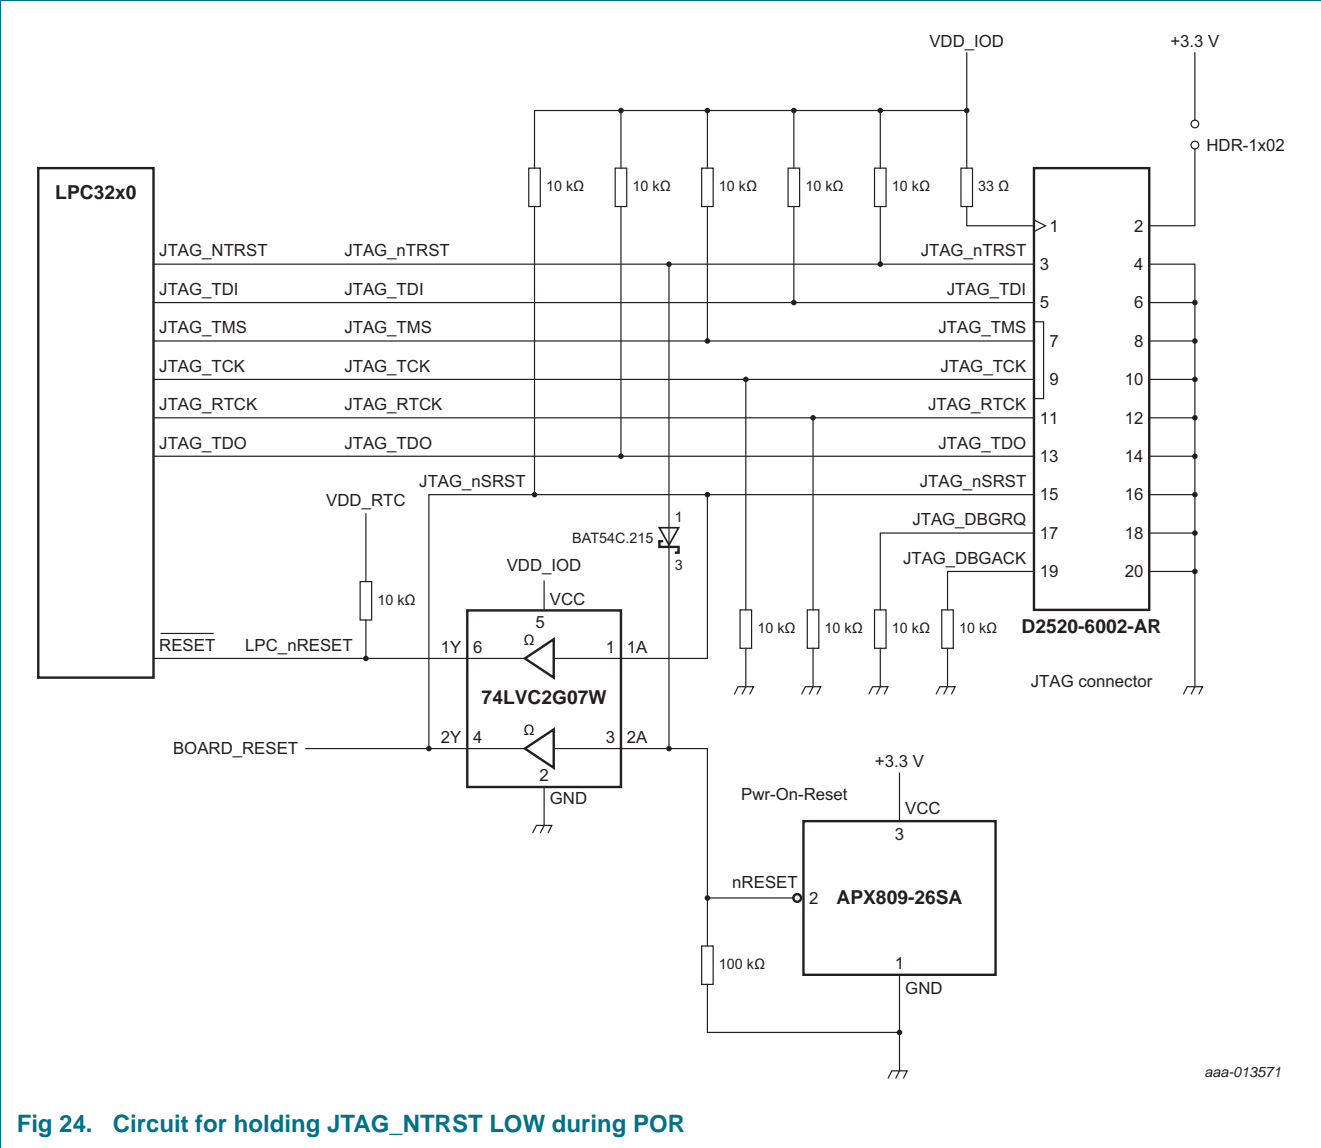 VDD_IOD
+3.3 V
HDR-1x02
LPC32x0
10 kΩ
10 kΩ
10 kΩ
10 kΩ
10 kΩ
33 Ω
1
2
JTAG_NTRST
JTAG_nTRST
JTAG_nTRST
3
4
JTAG_TDI
JTAG_TDI
JTAG_TDI
5
6
JTAG_TMS
JTAG_TMS
JTAG_TMS
7
8
JTAG_TCK
JTAG_TCK
JTAG_TCK
9
10
JTAG_RTCK
JTAG_RTCK
JTAG_RTCK
11
12
JTAG_TDO
JTAG_TDO
JTAG_TDO
13
14
JTAG_nSRST
JTAG_nSRST
15
16
VDD_RTC
JTAG_DBGRQ
17
18
1
BAT54C.215
3
JTAG_DBGACK
19
20
VDD_IOD
VCC
5
10 kΩ
10 kΩ
10 kΩ
10 kΩ
10 kΩ
D2520-6002-AR
RESET
LPC_nRESET
1Y
6
Ω
1
1A
JTAG connector
74LVC2G07W
BOARD_RESET
2Y
4
Ω
3
2A
2
GND
+3.3 V
Pwr-On-Reset
VCC
3
nRESET
2
APX809-26SA
100 kΩ
1
GND
aaa-013571
Fig 24. Circuit for holding JTAG_NTRST LOW during POR